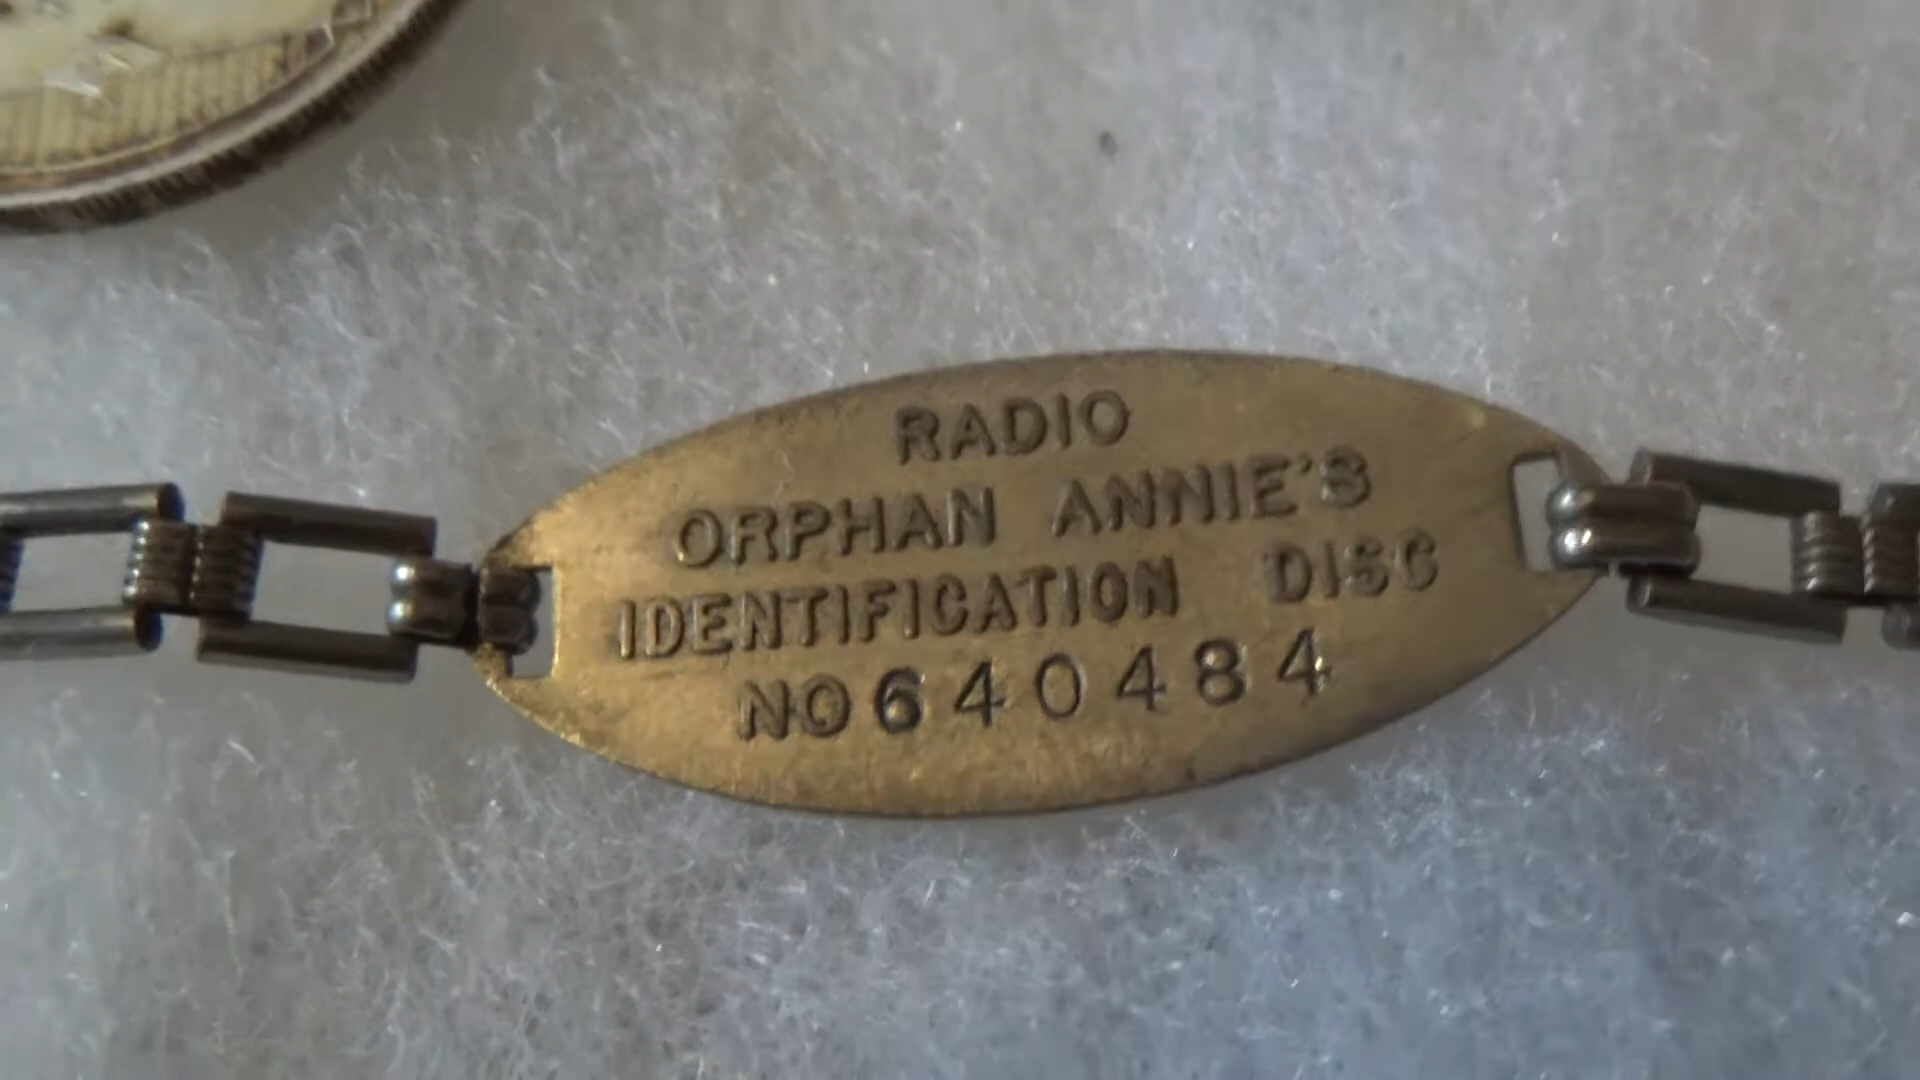 RADIO
ORPHAN ANNIE'S
IDENTIFICATION DISC
NO 640484